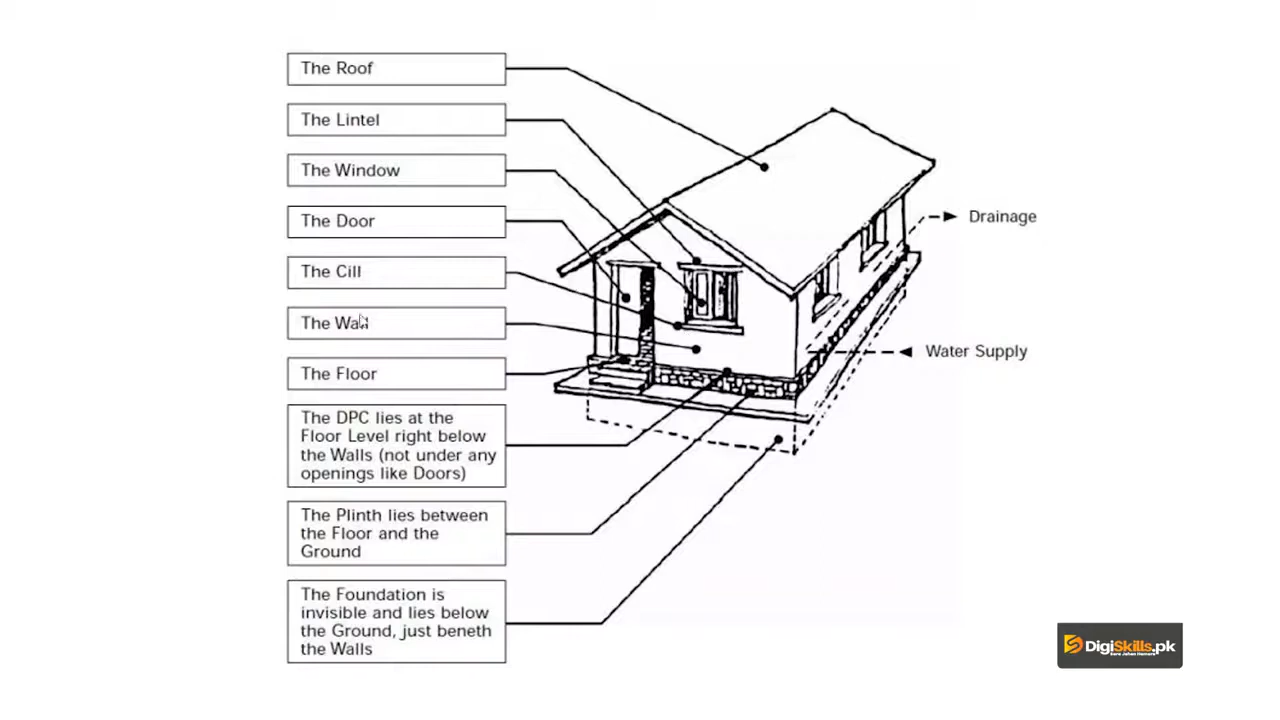 The Roof
The Lintel
The Window
The Door
The Cill
The Wall
The Floor
The DPC lies at the
Floor Level right below
the Walls (not under any
openings like Doors)
The Plinth lies between
the Floor and the
Ground
The Foundation is
invisible and lies below
the Ground, just beneth
the Walls
Drainage
Water Supply
DigiSkills.pk